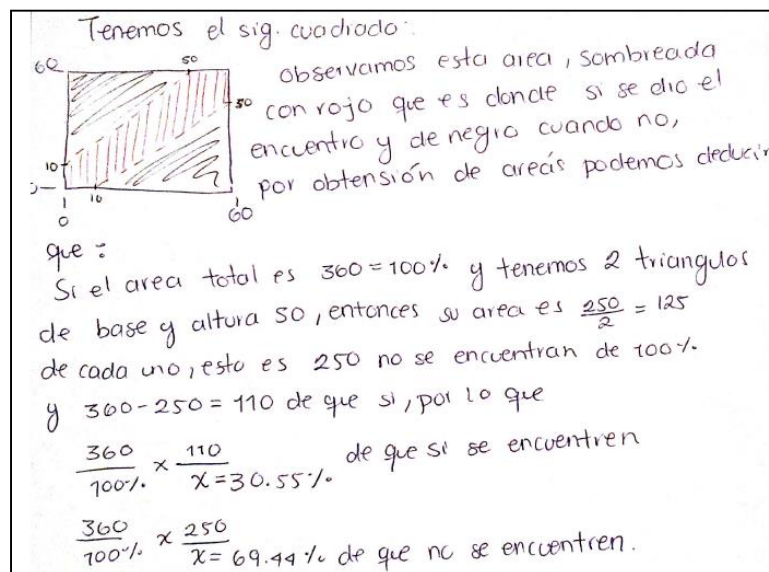 Tenemos el sig. cuadrado:
60
50
50
10
10
0
60
observamos esta area, sombreada
con rojo que es donde si se dio el
encuentro y de negro cuando no,
por obtensión de areas podemos deducir
que:
Si el area total es 360 = 100% y tenemos 2 triangulos
de base y altura 50, entonces su area es 250/2 = 125
de cada uno, esto es 250 no se encuentran de 100%
y 360-250 = 110 de que si, por lo que
360/100% x 110/x=30.55% de que si se encuentren
360/100% x 250/x=69.44% de que no se encuentren.